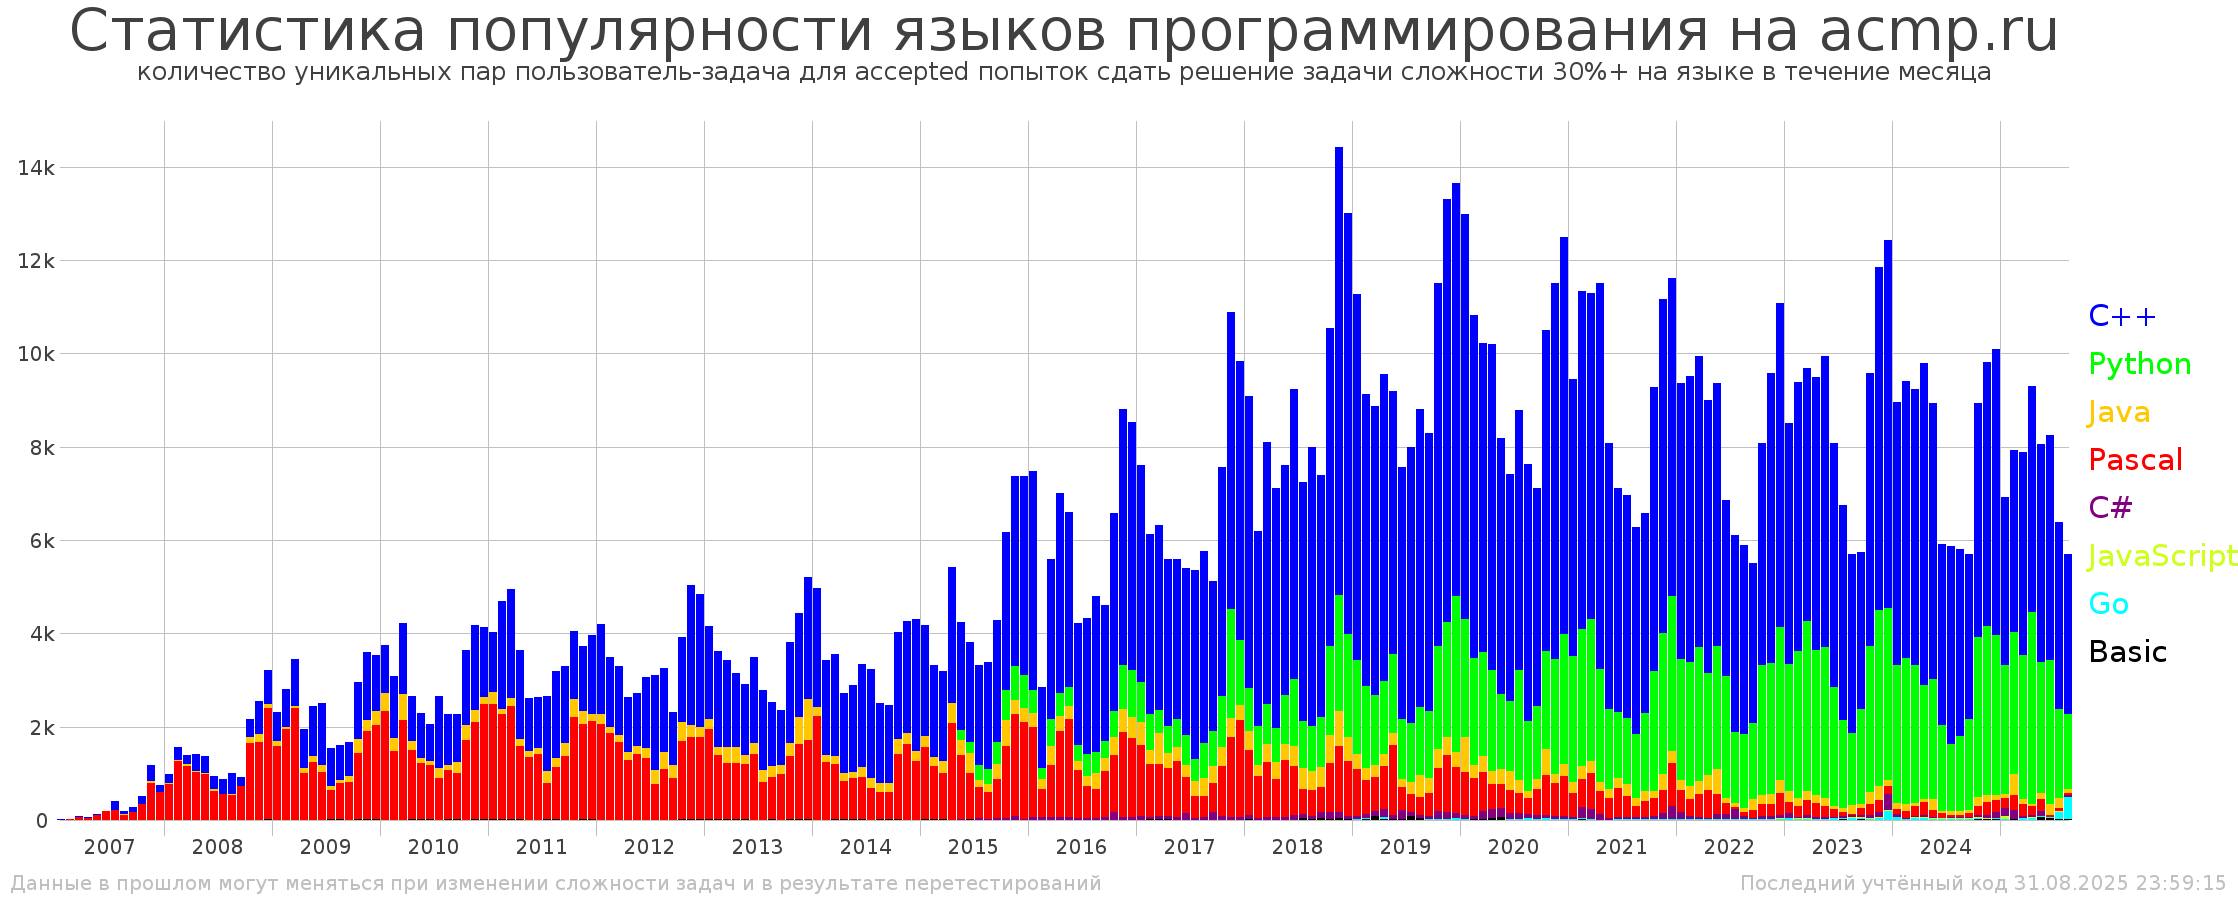 Статистика популярности языков программирования на acmp.ru
количество уникальных пар пользователь-задача для accepted попыток сдать решение задачи сложности 30%+ на языке в течение месяца
14k
12k
10k
8k
6k
4k
2k
0
C++
Python
Java
Pascal
C#
JavaScript
Go
Basic
2007 2008 2009 2010 2011 2012 2013 2014 2015 2016 2017 2018 2019 2020 2021 2022 2023 2024
Данные в прошлом могут меняться при изменении сложности задач и в результате перетестирований
Последний учтённый код 31.08.2025 23:59:15